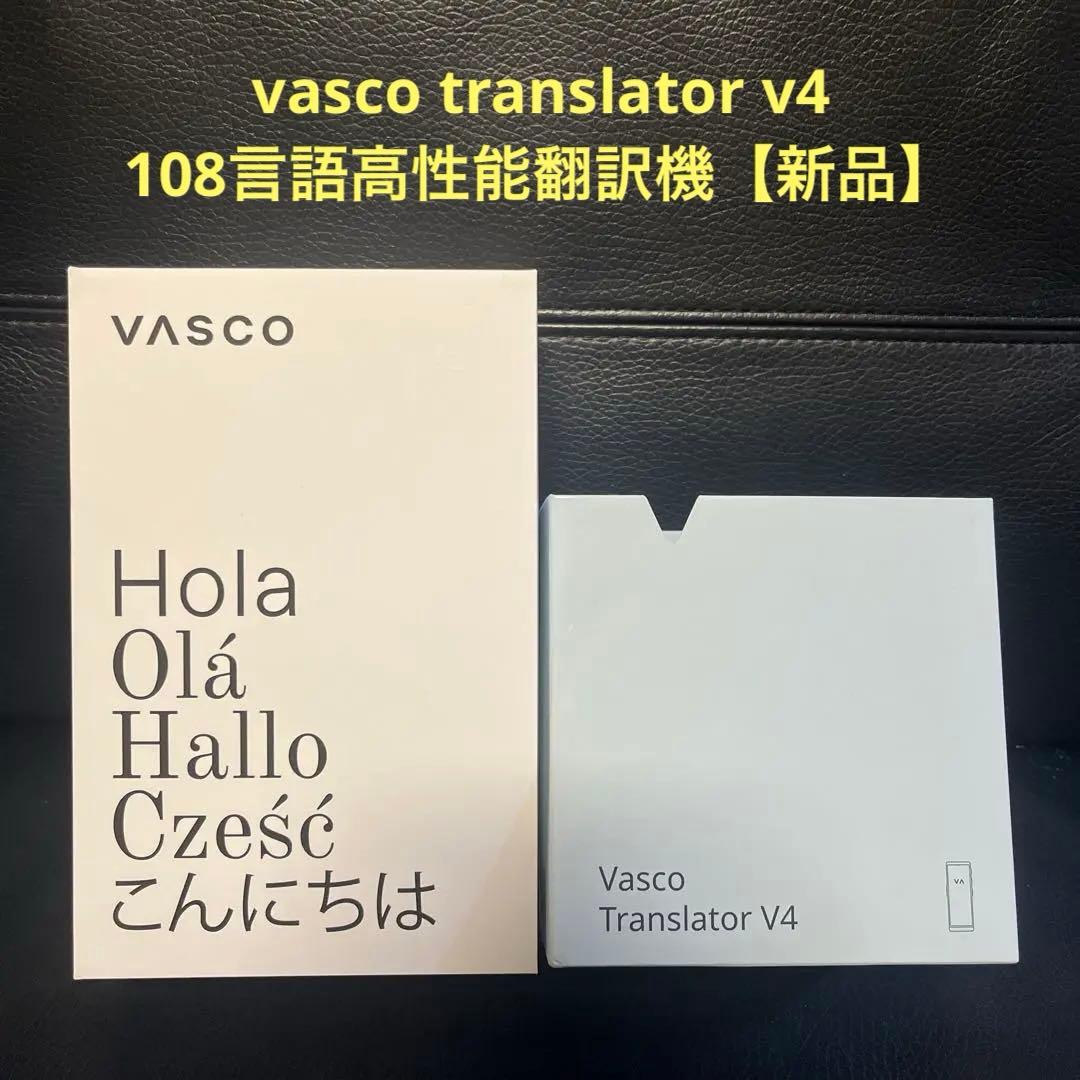 vasco translator v4
108言語高性能翻訳機【新品】
VASCO
Hola
Olá
Hallo
Cześć
こんにちは
Vasco
Translator V4
VA